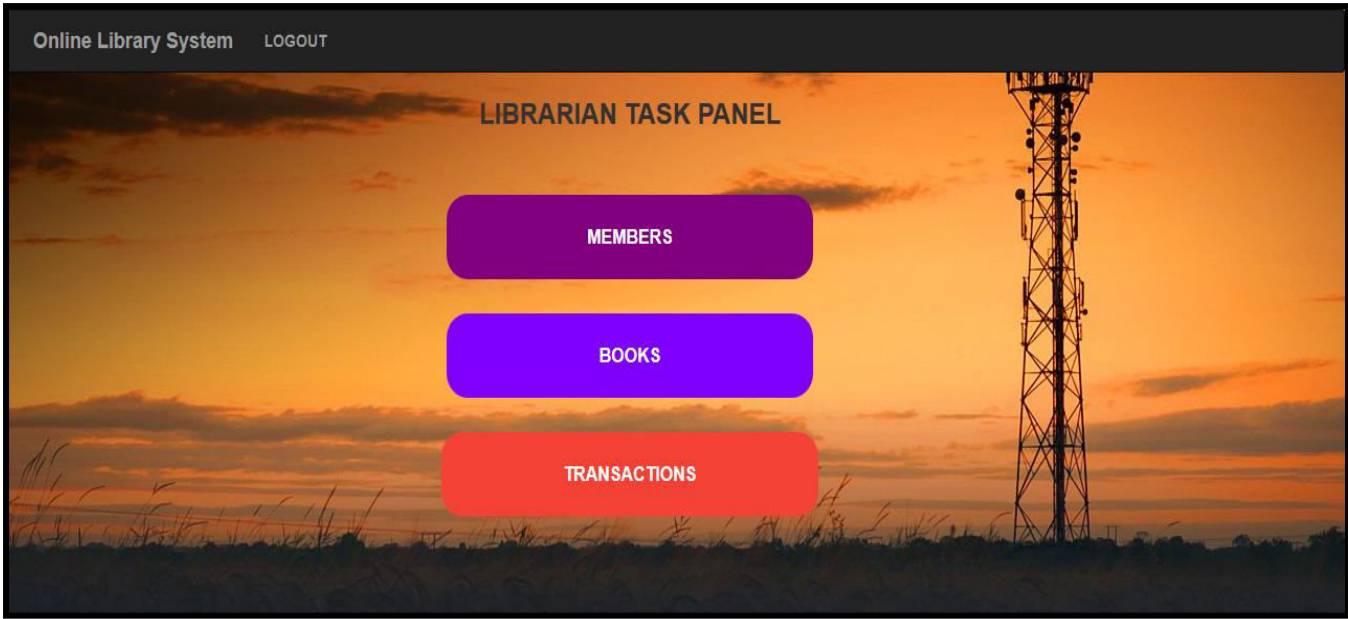 Online Library System LOGOUT
LIBRARIAN TASK PANEL
MEMBERS
BOOKS
TRANSACTIONS